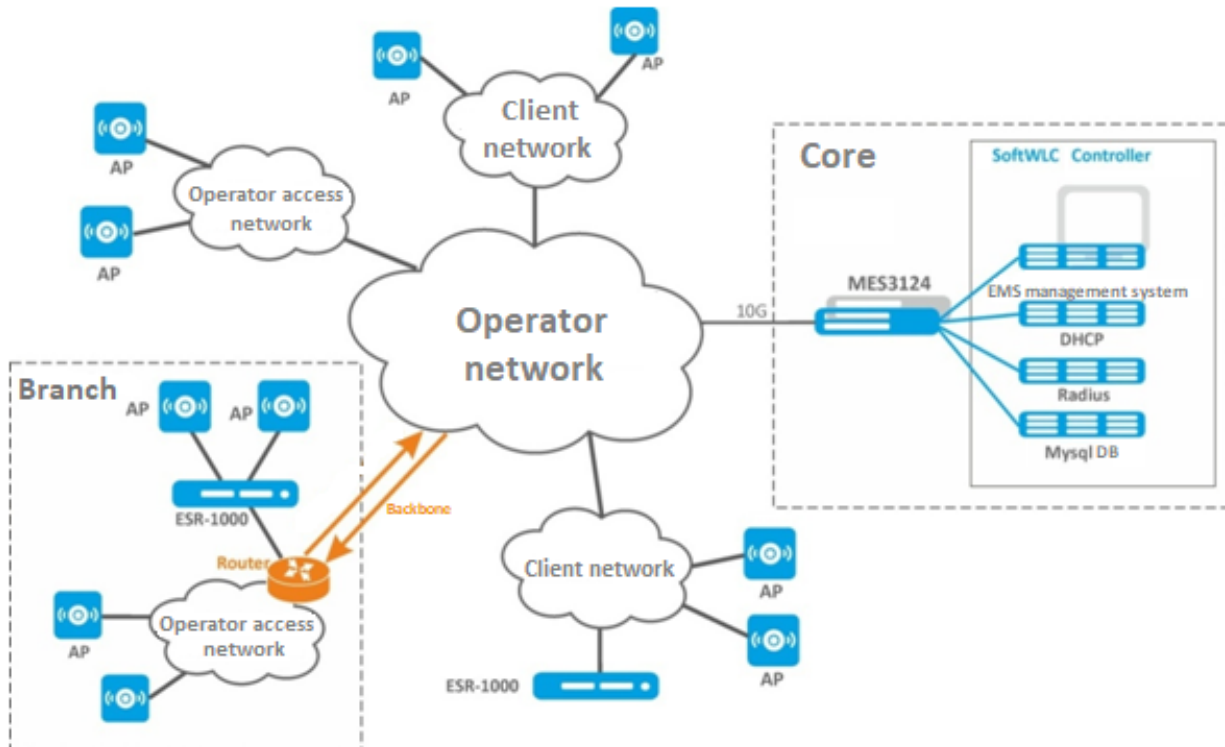 AP
AP
Client
network
AP
Operator access
network
AP
Core
SoftWLC Controller
MES3124
EMS management system
10G
DHCP
Radius
Mysql DB
Operator
network
Branch
AP
AP
ESR-1000
Backbone
Router
Operator access
network
AP
Client network
AP
AP
ESR-1000